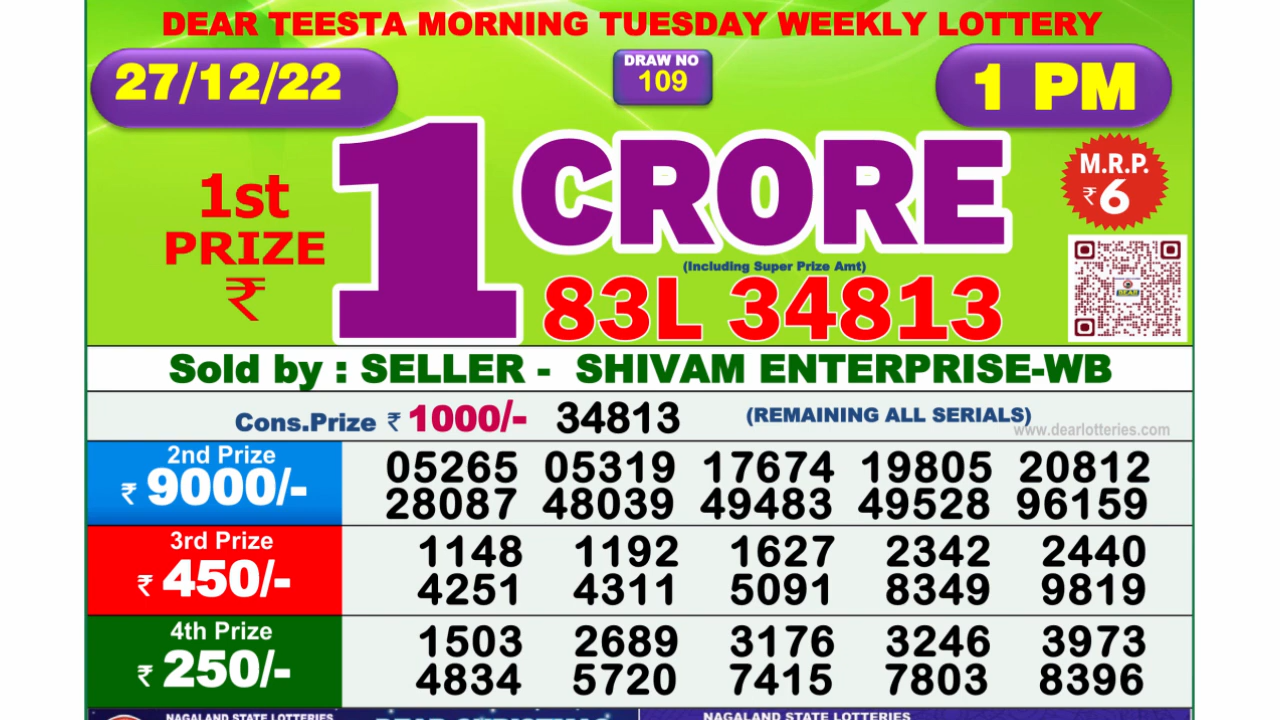 DEAR TEESTA MORNING TUESDAY WEEKLY LOTTERY
27/12/22
DRAW NO
109
1 PM
1st
PRIZE
₹
1 CRORE
(Including Super Prize Amt)
83L 34813
M.R.P.
₹6
DEAR
Sold by : SELLER - SHIVAM ENTERPRISE-WB
Cons.Prize ₹ 1000/- 34813 (REMAINING ALL SERIALS)
www.dearlotteries.com
2nd Prize
₹ 9000/-
05265 05319 17674 19805 20812
28087 48039 49483 49528 96159
3rd Prize
₹ 450/-
1148 1192 1627 2342 2440
4251 4311 5091 8349 9819
4th Prize
₹ 250/-
1503 2689 3176 3246 3973
4834 5720 7415 7803 8396
NAGALAND STATE LOTTERIES
DEAR CHRISTMAS
NAGALAND STATE LOTTERIES